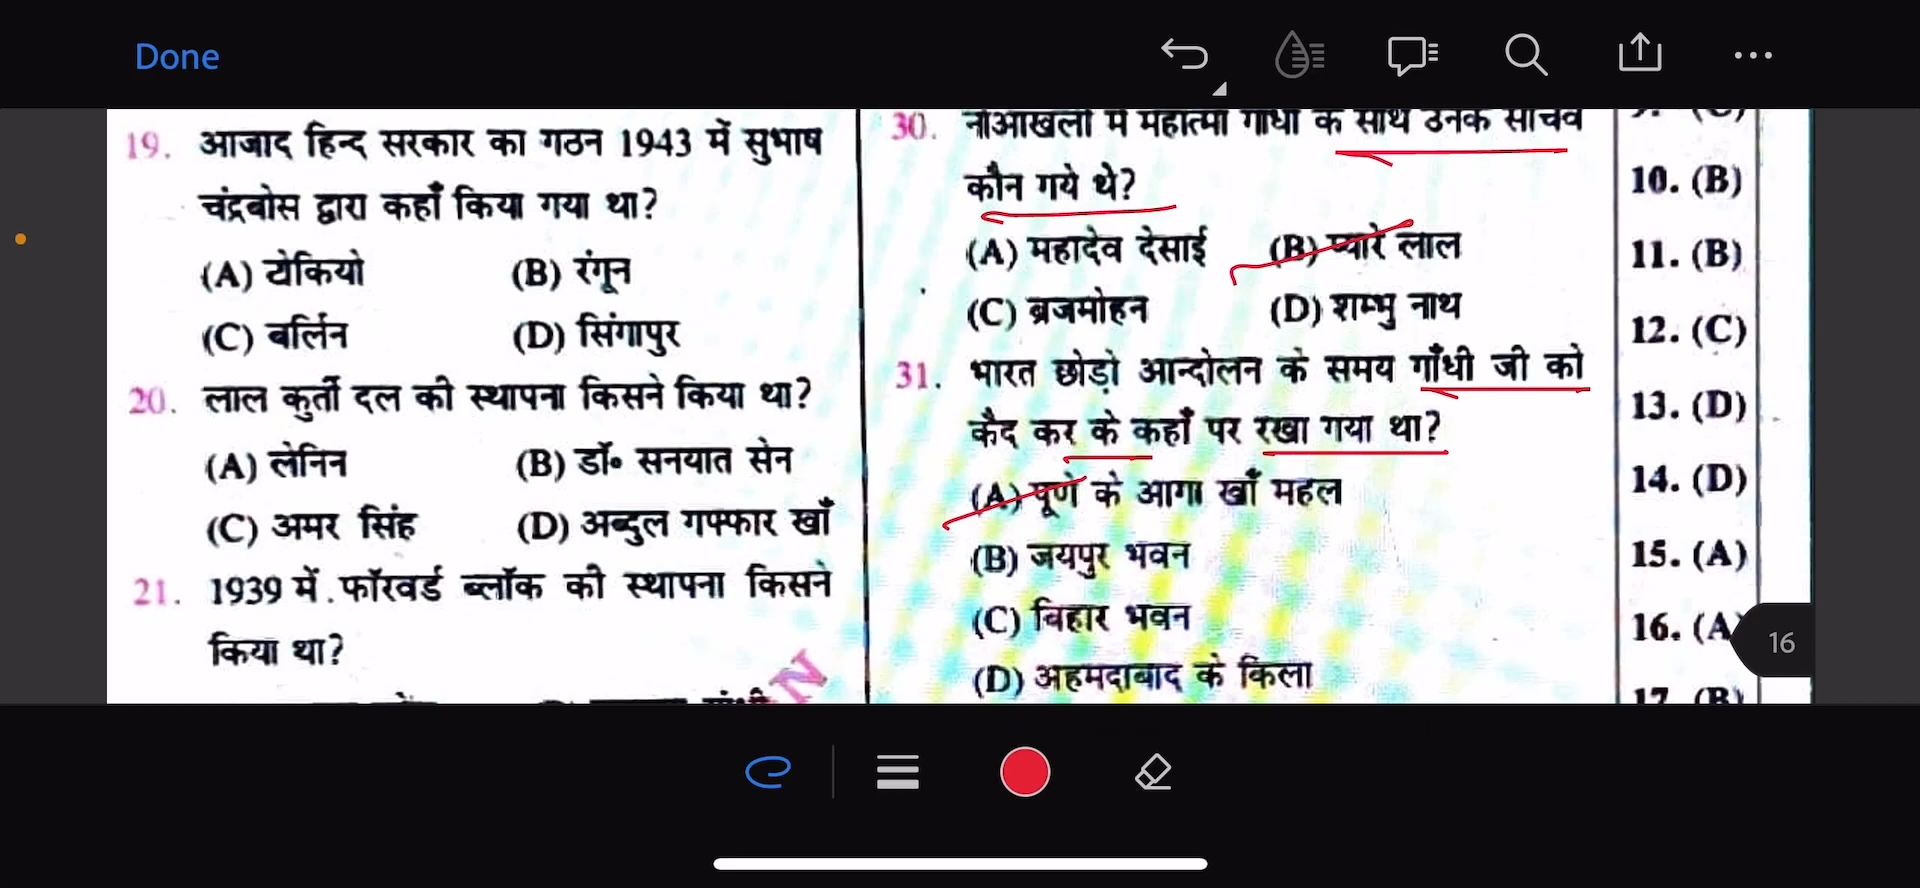 Done
19. आजाद हिन्द सरकार का गठन 1943 में सुभाष
चंद्रबोस द्वारा कहाँ किया गया था?
(A) टोकियो (B) रंगून
(C) बर्लिन (D) सिंगापुर
20. लाल कुर्ती दल की स्थापना किसने किया था?
(A) लेनिन (B) डॉ॰ सनयात सेन
(C) अमर सिंह (D) अब्दुल गफ्फार खाँ
21. 1939 में फॉरवर्ड ब्लॉक की स्थापना किसने
किया था?
30. नोआखली में महात्मा गांधी के साथ उनके सचिव
कौन गये थे?
(A) महादेव देसाई (B) प्यारे लाल
(C) ब्रजमोहन (D) शम्भु नाथ
31. भारत छोड़ो आन्दोलन के समय गाँधी जी को
कैद कर के कहाँ पर रखा गया था?
(A) पूणे के आगा खाँ महल
(B) जयपुर भवन
(C) बिहार भवन
(D) अहमदाबाद के किला
10. (B)
11. (B)
12. (C)
13. (D)
14. (D)
15. (A)
16. (A)
17. (B)
16